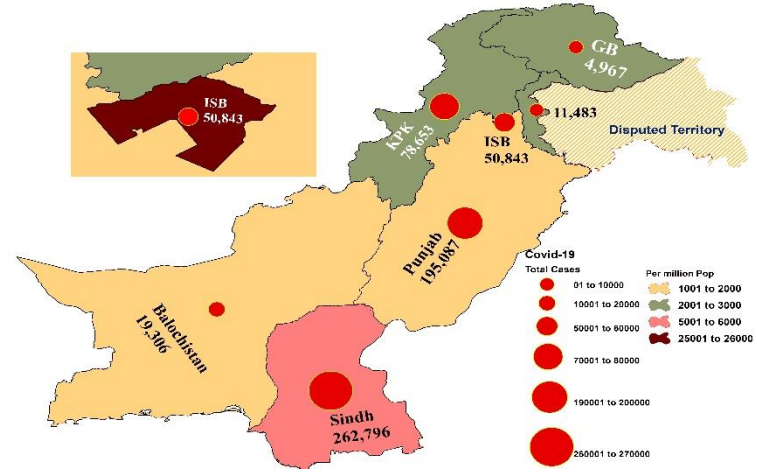 ISB
50,843
GB
4,967
11,483
Disputed Territory
KPK
78,653
ISB
50,843
Punjab
195,087
Balochistan
19,306
Sindh
262,796
Covid-19
Total Cases
01 to 10000
10001 to 20000
50001 to 60000
70001 to 80000
190001 to 200000
250001 to 270000
Per million Pop
1001 to 2000
2001 to 3000
5001 to 6000
25001 to 26000